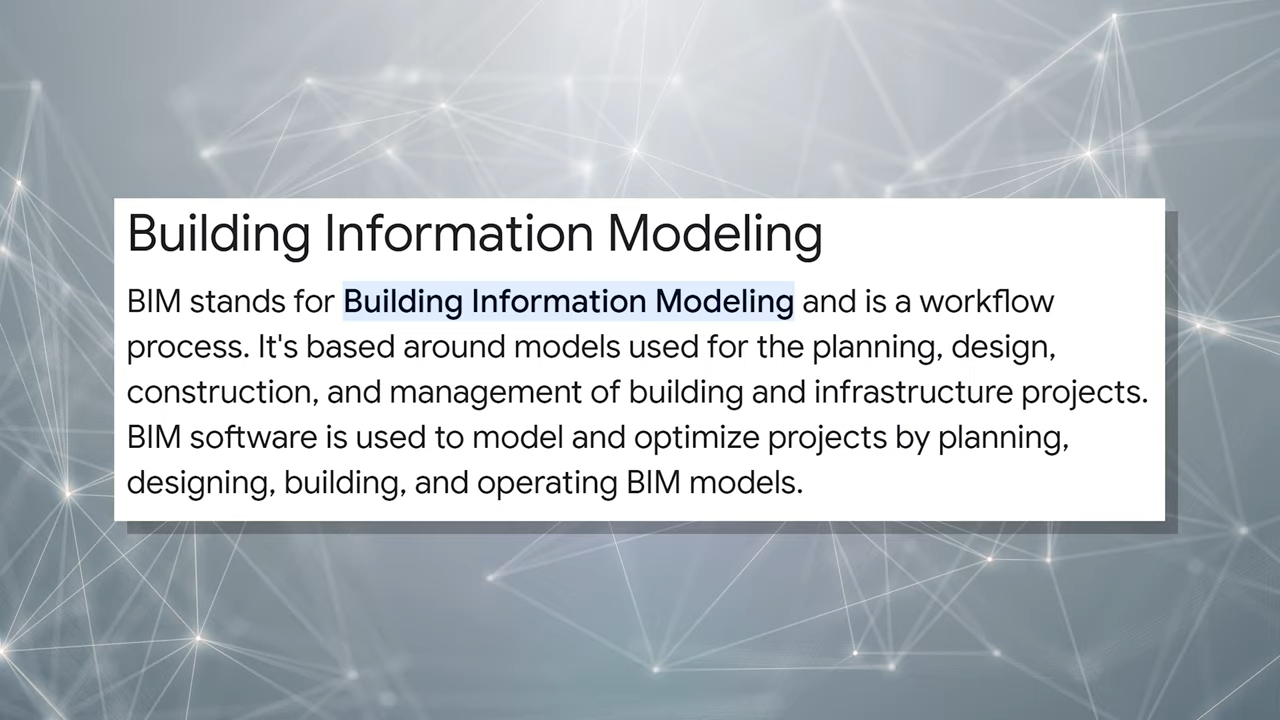 Building Information Modeling
BIM stands for Building Information Modeling and is a workflow
process. It's based around models used for the planning, design,
construction, and management of building and infrastructure projects.
BIM software is used to model and optimize projects by planning,
designing, building, and operating BIM models.